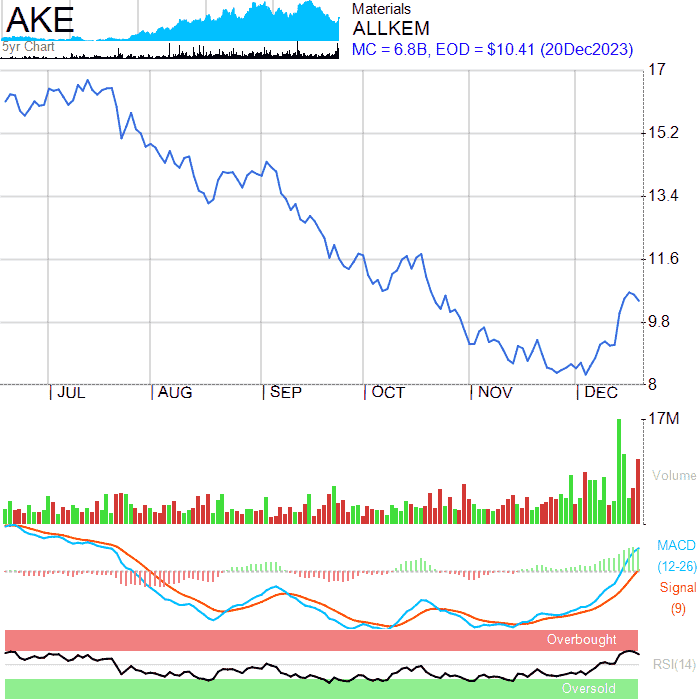 AKE
5yr Chart
Materials
ALLKEM
MC = 6.8B, EOD = $10.41 (20Dec2023)
17
15.2
13.4
11.6
9.8
8
JUL AUG SEP OCT NOV DEC
17M
Volume
MACD
(12-26)
Signal
(9)
Overbought
RSI(14)
Oversold